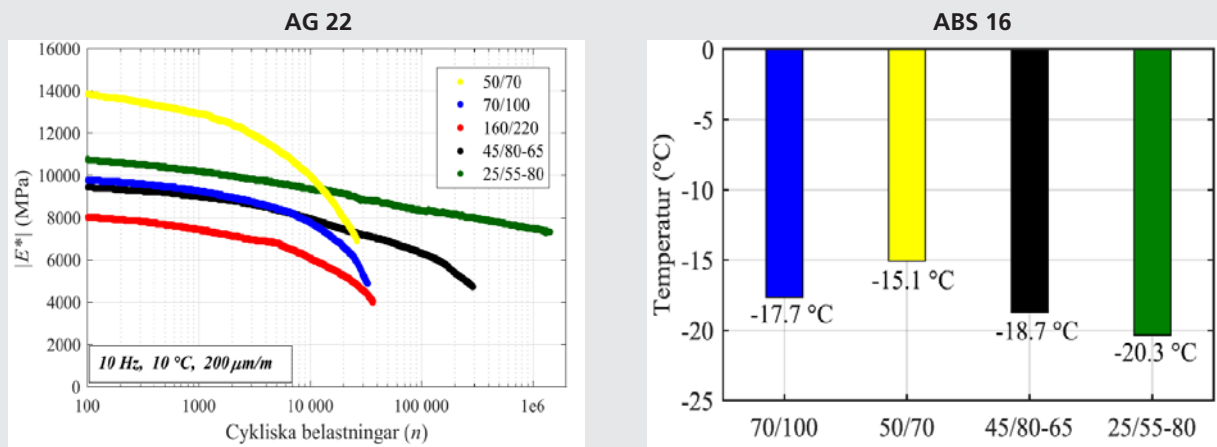 AG 22
16000
14000
12000
10000
8000
6000
4000
2000
0
|E*| (MPa)
50/70
70/100
160/220
45/80-65
25/55-80
10 Hz, 10 °C, 200 μm/m
100
1000
10 000
100 000
1e6
Cykliska belastningar (n)
ABS 16
0
-5
-10
-15
-20
-25
Temperatur (°C)
-17.7 °C
-15.1 °C
-18.7 °C
-20.3 °C
70/100
50/70
45/80-65
25/55-80